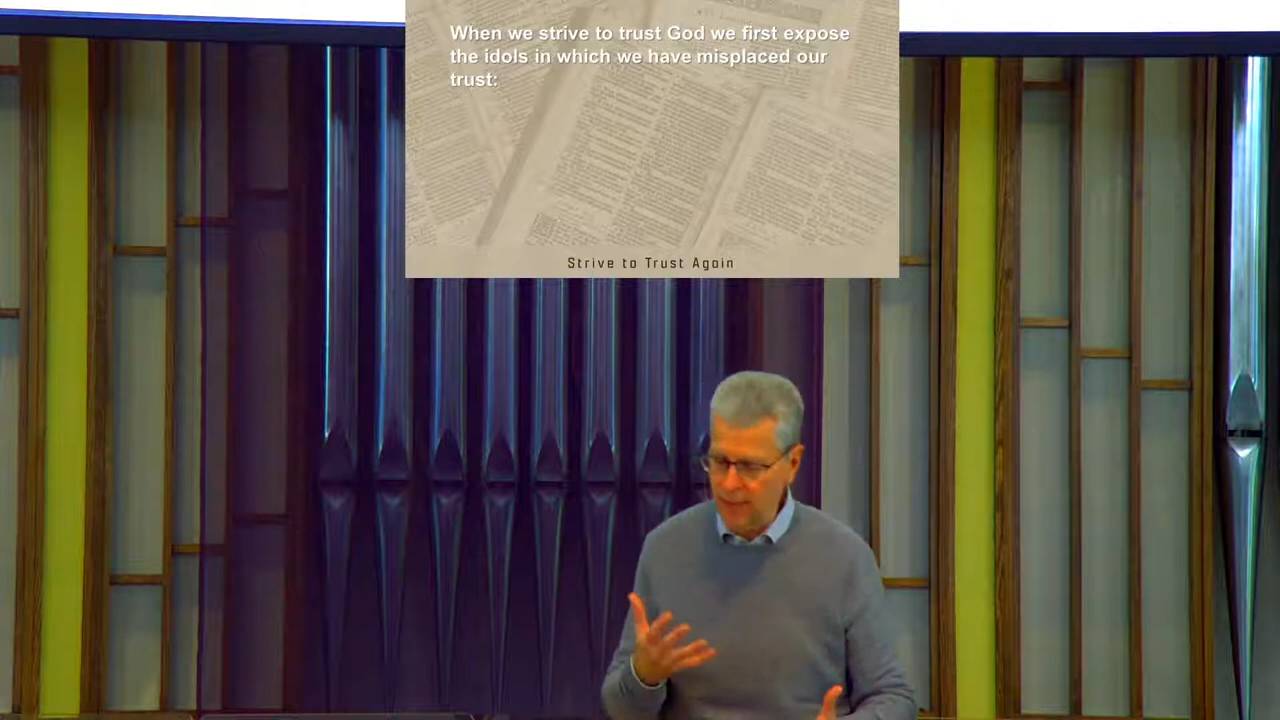 When we strive to trust God we first expose
the idols in which we have misplaced our
trust:
Strive to Trust Again